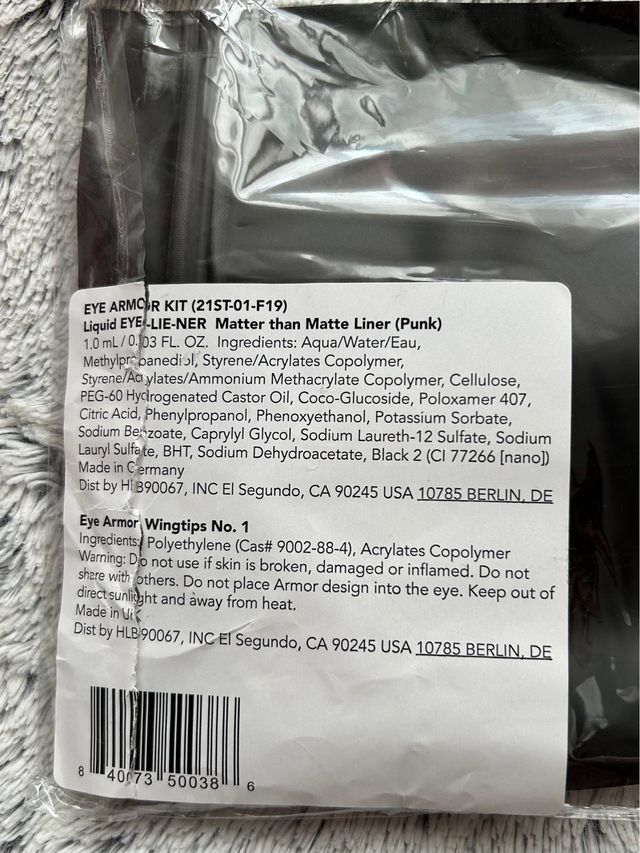 EYE ARMOR KIT (21ST-01-F19)
Liquid EYE-LIE-NER Matter than Matte Liner (Punk)
1.0 mL / 0.03 FL. OZ. Ingredients: Aqua/Water/Eau,
Methylpropanediol, Styrene/Acrylates Copolymer,
Styrene/Acrylates/Ammonium Methacrylate Copolymer, Cellulose,
PEG-60 Hydrogenated Castor Oil, Coco-Glucoside, Poloxamer 407,
Citric Acid, Phenylpropanol, Phenoxyethanol, Potassium Sorbate,
Sodium Benzoate, Caprylyl Glycol, Sodium Laureth-12 Sulfate, Sodium
Lauryl Sulfate, BHT, Sodium Dehydroacetate, Black 2 (CI 77266 [nano])
Made in Germany
Dist by HLB90067, INC El Segundo, CA 90245 USA 10785 BERLIN, DE
Eye Armor Wingtips No. 1
Ingredients: Polyethylene (Cas# 9002-88-4), Acrylates Copolymer
Warning: Do not use if skin is broken, damaged or inflamed. Do not
share with others. Do not place Armor design into the eye. Keep out of
direct sunlight and away from heat.
Made in UK
Dist by HLB90067, INC El Segundo, CA 90245 USA 10785 BERLIN, DE
8 40173 50038 6